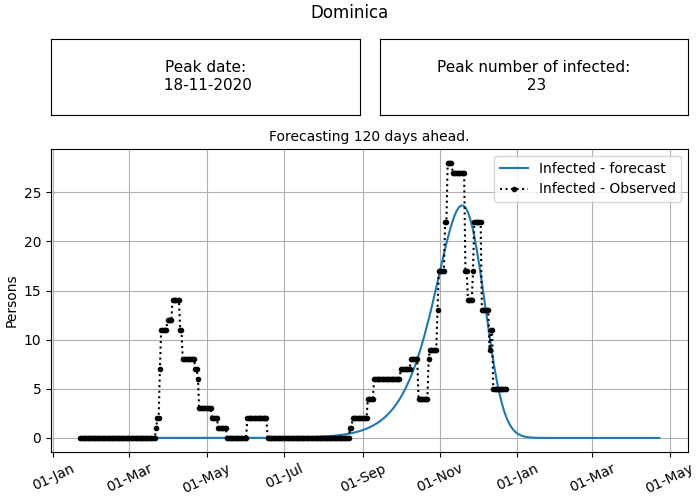 Dominica
Peak date:
18-11-2020
Peak number of infected:
23
Forecasting 120 days ahead.
Infected - forecast
Infected - Observed
Persons
25
20
15
10
5
0
01-Jan
01-Mar
01-May
01-Jul
01-Sep
01-Nov
01-Jan
01-Mar
01-May